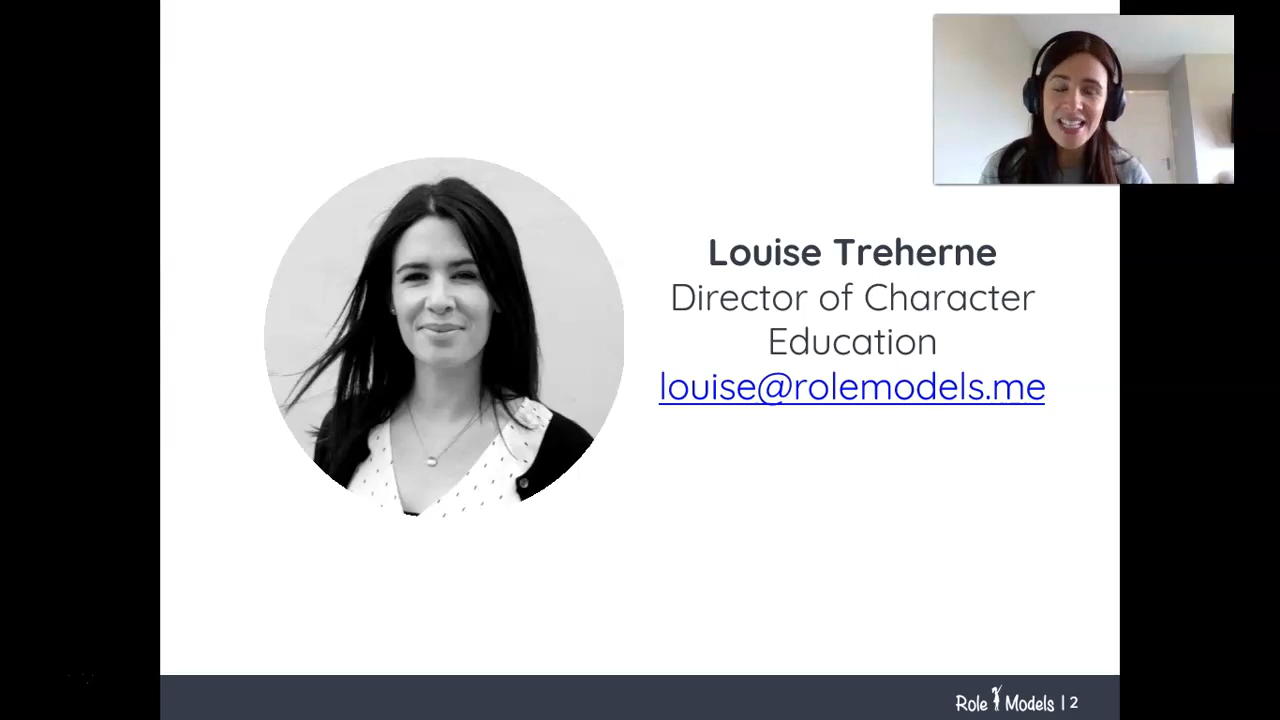 Louise Treherne
Director of Character
Education
louise@rolemodels.me
Role Models | 2